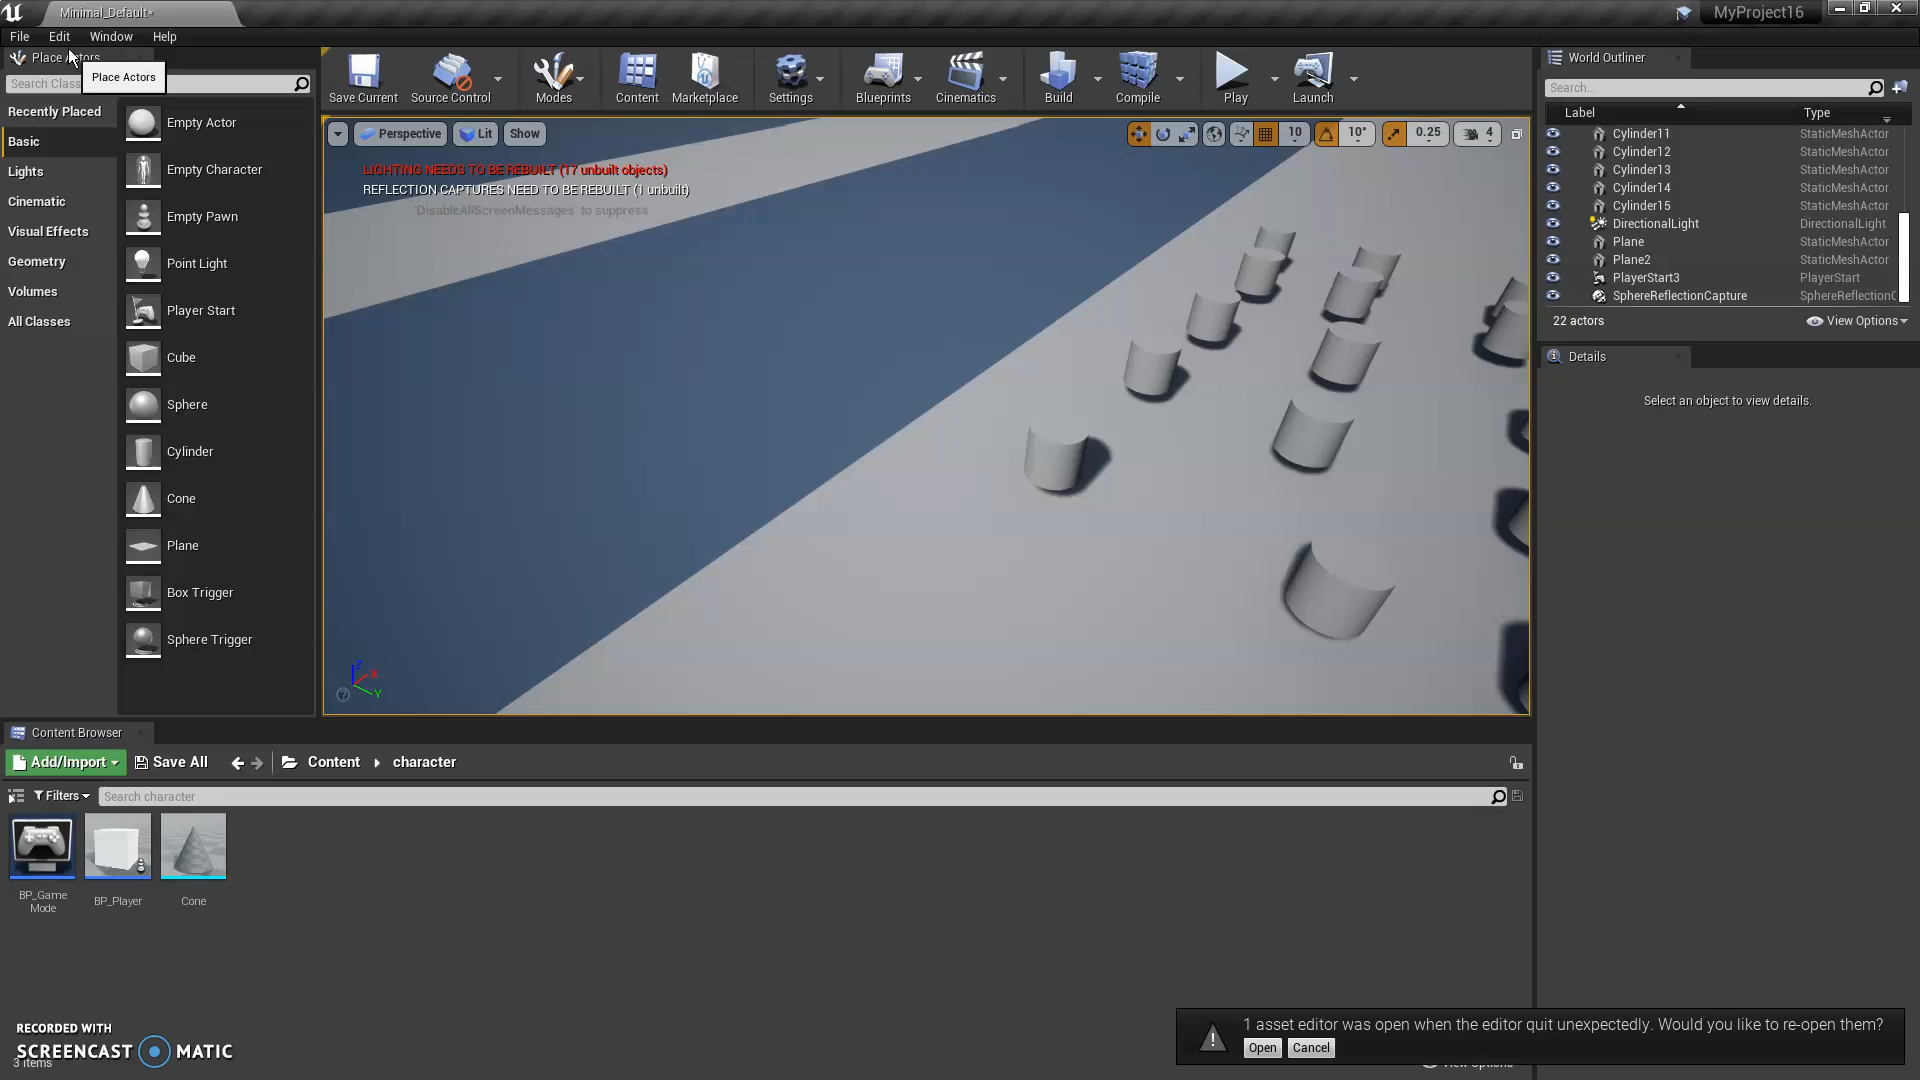 Minimal_Default*
MyProject16
File Edit Window Help
Place Actors
Place Actors
Search Class
Recently Placed
Basic
Lights
Cinematic
Visual Effects
Geometry
Volumes
All Classes
Empty Actor
Empty Character
Empty Pawn
Point Light
Player Start
Cube
Sphere
Cylinder
Cone
Plane
Box Trigger
Sphere Trigger
Save Current Source Control Modes Content Marketplace Settings Blueprints Cinematics Build Compile Play Launch
Perspective Lit Show
10 10° 0.25 4
LIGHTING NEEDS TO BE REBUILT (17 unbuilt objects)
REFLECTION CAPTURES NEED TO BE REBUILT (1 unbuilt)
'DisableAllScreenMessages' to suppress
Z X Y
World Outliner
Search...
Label Type
Cylinder11 StaticMeshActor
Cylinder12 StaticMeshActor
Cylinder13 StaticMeshActor
Cylinder14 StaticMeshActor
Cylinder15 StaticMeshActor
DirectionalLight DirectionalLight
Plane StaticMeshActor
Plane2 StaticMeshActor
PlayerStart3 PlayerStart
SphereReflectionCapture SphereReflectionC
22 actors View Options
Details
Select an object to view details.
Content Browser
Add/Import Save All Content character
Filters Search character
BP_Game
Mode
BP_Player
Cone
RECORDED WITH
SCREENCAST MATIC
3 items
1 asset editor was open when the editor quit unexpectedly. Would you like to re-open them?
Open Cancel
View Options